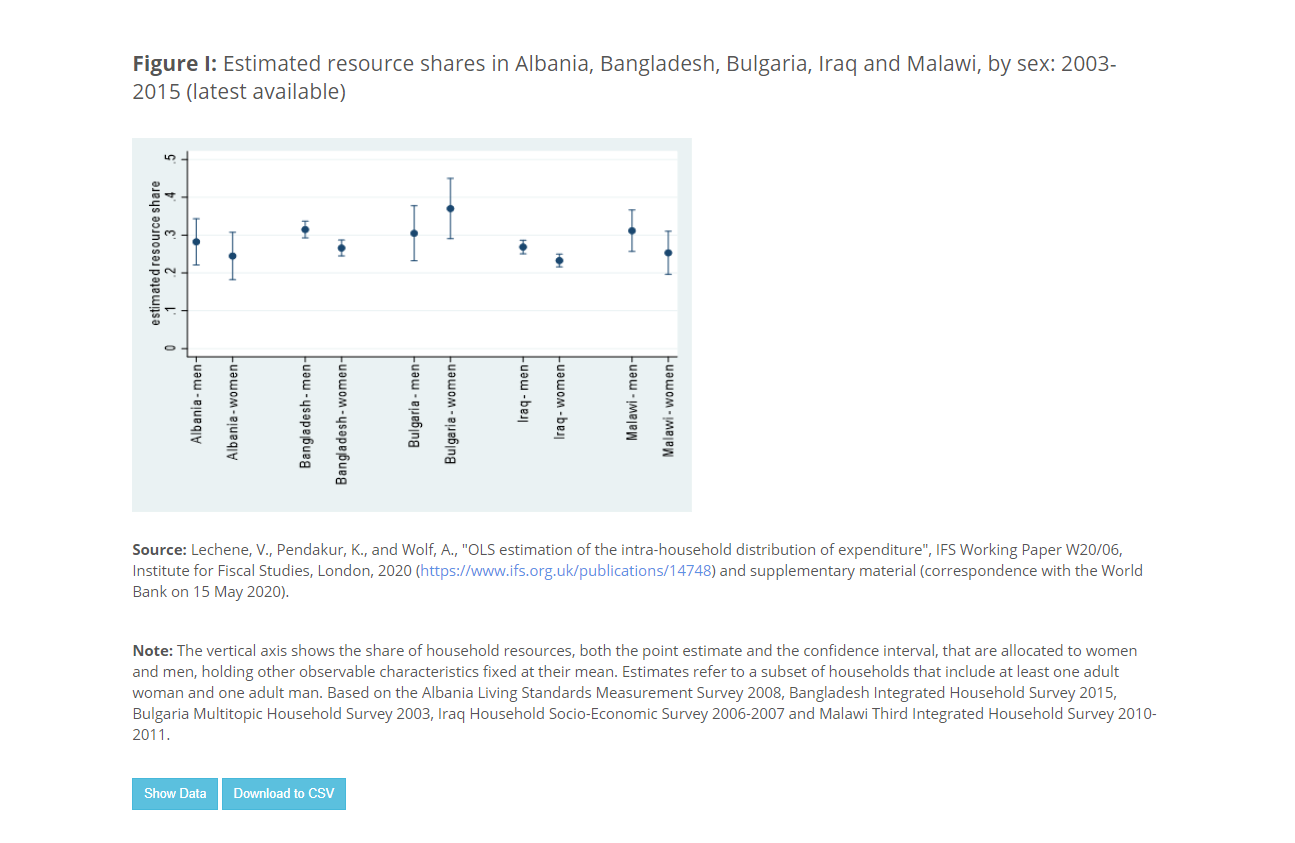 Figure I: Estimated resource shares in Albania, Bangladesh, Bulgaria, Iraq and Malawi, by sex: 2003-
2015 (latest available)
estimated resource share
.5
.4
.3
.2
.1
0
Albania - men
Albania - women
Bangladesh - men
Bangladesh - women
Bulgaria - men
Bulgaria - women
Iraq - men
Iraq - women
Malawi - men
Malawi - women
Source: Lechene, V., Pendakur, K., and Wolf, A., "OLS estimation of the intra-household distribution of expenditure", IFS Working Paper W20/06,
Institute for Fiscal Studies, London, 2020 (https://www.ifs.org.uk/publications/14748) and supplementary material (correspondence with the World
Bank on 15 May 2020).
Note: The vertical axis shows the share of household resources, both the point estimate and the confidence interval, that are allocated to women
and men, holding other observable characteristics fixed at their mean. Estimates refer to a subset of households that include at least one adult
woman and one adult man. Based on the Albania Living Standards Measurement Survey 2008, Bangladesh Integrated Household Survey 2015,
Bulgaria Multitopic Household Survey 2003, Iraq Household Socio-Economic Survey 2006-2007 and Malawi Third Integrated Household Survey 2010-
2011.
Show Data
Download to CSV